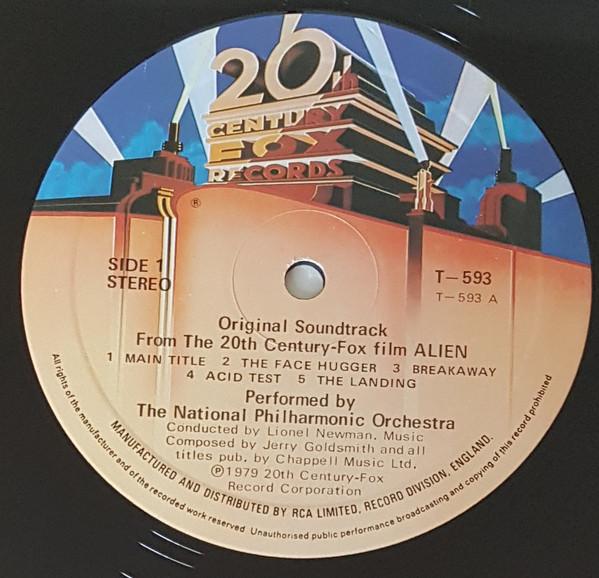 20th
CENTURY
FOX
RECORDS
®
SIDE 1
STEREO
T—593
T—593 A
Original Soundtrack
From The 20th Century-Fox film ALIEN
1 MAIN TITLE 2 THE FACE HUGGER 3 BREAKAWAY
4 ACID TEST 5 THE LANDING
Performed by
The National Philharmonic Orchestra
Conducted by Lionel Newman. Music
Composed by Jerry Goldsmith and all
titles pub. by Chappell Music Ltd.
℗ 1979 20th Century-Fox
Record Corporation
MANUFACTURED AND DISTRIBUTED BY RCA LIMITED, RECORD DIVISION, ENGLAND.
All rights of the manufacturer and of the recorded work reserved Unauthorised public performance broadcasting and copying of this record prohibited